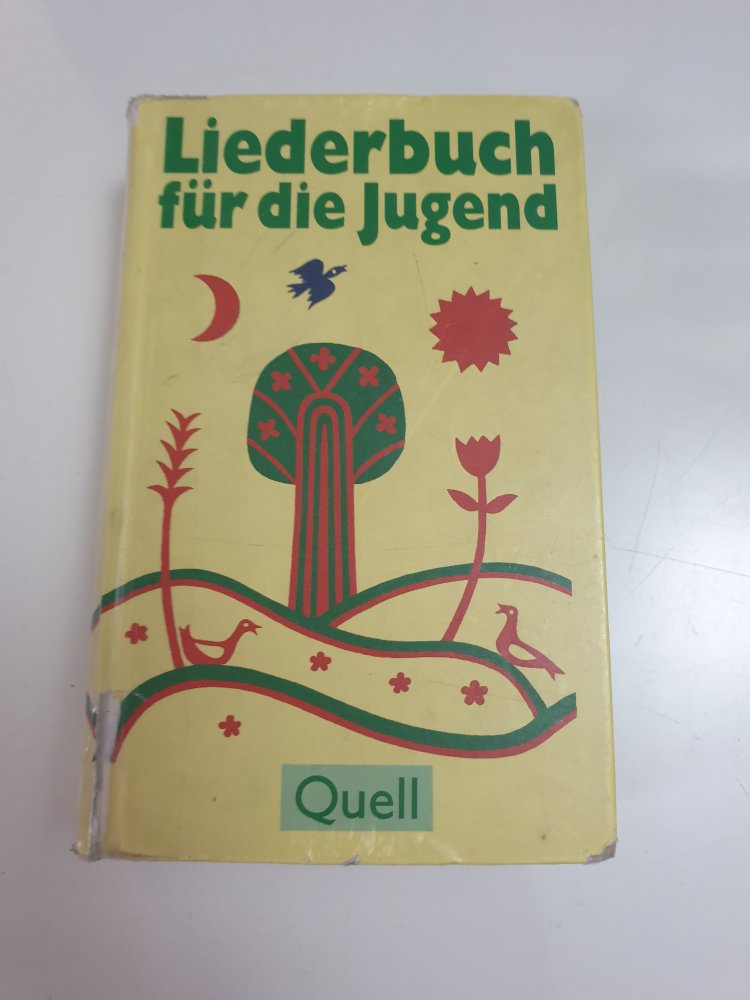 Liederbuch
für die Jugend
Quell